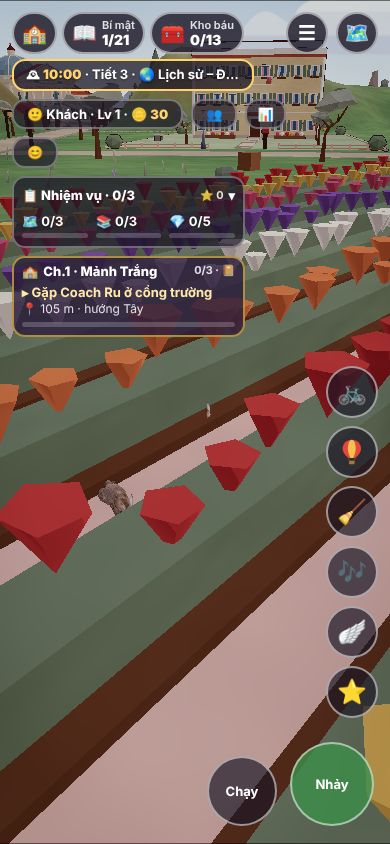 Bí mật
1/21
Kho báu
0/13
10:00 · Tiết 3 · Lịch sử – Đ...
Khách · Lv 1 · 30
Nhiệm vụ · 0/3
0 ▾
0/3
0/3
0/5
Ch.1 · Mảnh Trắng
0/3 ·
▸ Gặp Coach Ru ở cổng trường
105 m · hướng Tây
Chạy
Nhảy